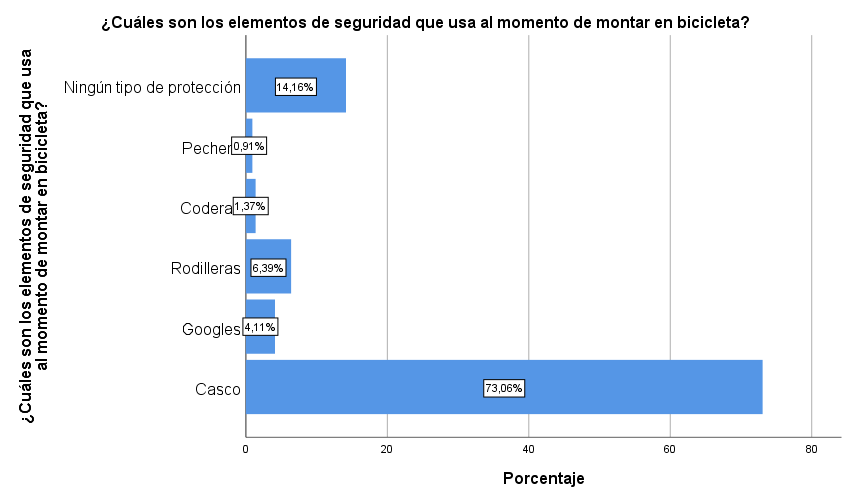 ¿Cuáles son los elementos de seguridad que usa al momento de montar en bicicleta?
¿Cuáles son los elementos de seguridad que usa
al momento de montar en bicicleta?
Ningún tipo de protección
14,16%
Pecher
0,91%
Codera
1,37%
Rodilleras
6,39%
Googles
4,11%
Casco
73,06%
0
20
40
60
80
Porcentaje